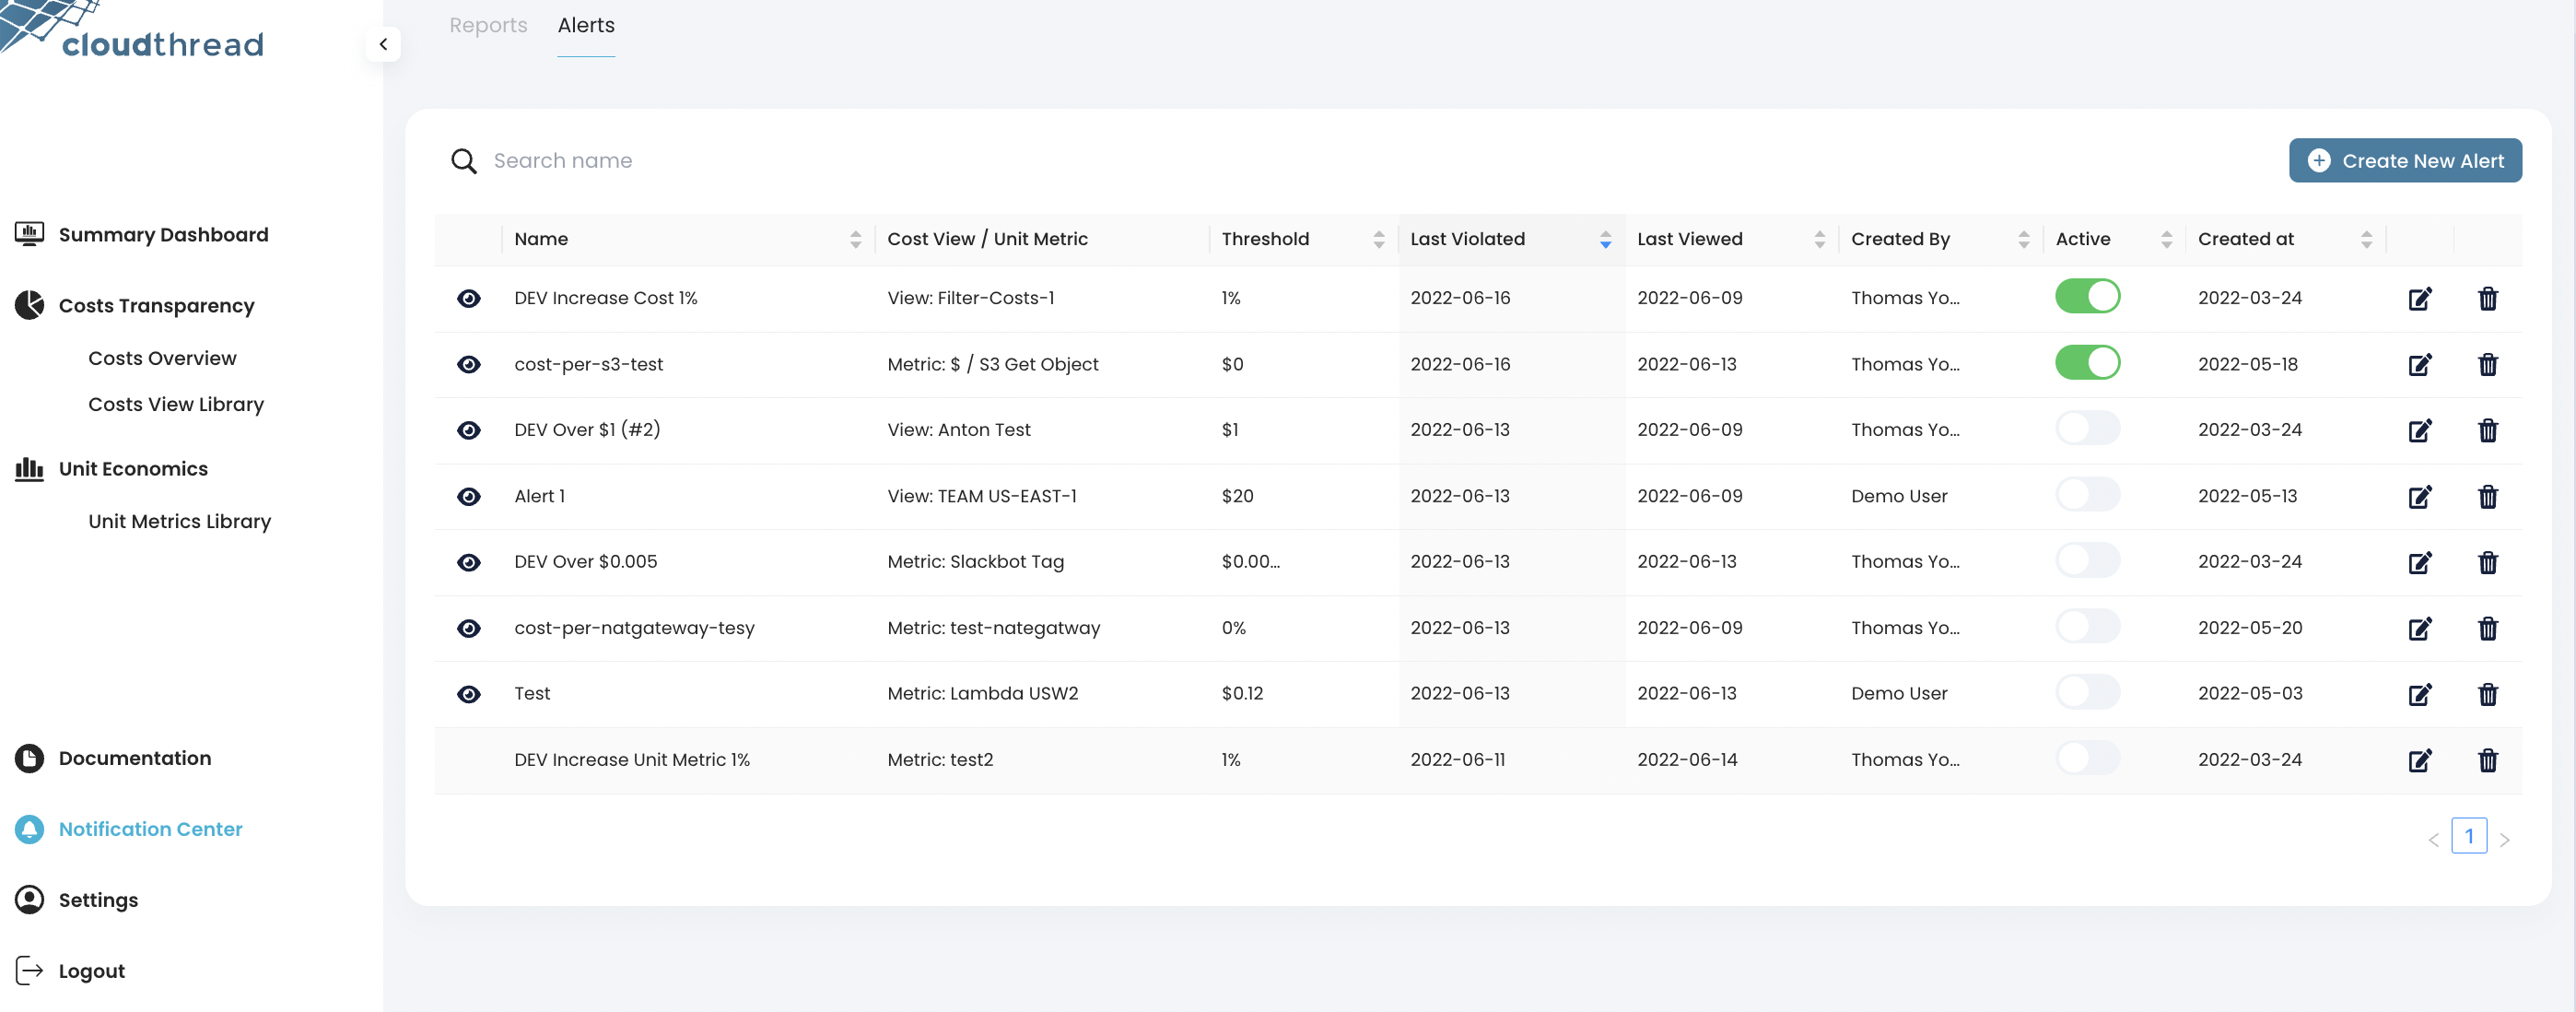 cloudthread
Reports Alerts
Search name
Create New Alert
Summary Dashboard
Costs Transparency
Costs Overview
Costs View Library
Unit Economics
Unit Metrics Library
Documentation
Notification Center
Settings
Logout
Name Cost View / Unit Metric Threshold Last Violated Last Viewed Created By Active Created at
DEV Increase Cost 1% View: Filter-Costs-1 1% 2022-06-16 2022-06-09 Thomas Yo... 2022-03-24
cost-per-s3-test Metric: $ / S3 Get Object $0 2022-06-16 2022-06-13 Thomas Yo... 2022-05-18
DEV Over $1 (#2) View: Anton Test $1 2022-06-13 2022-06-09 Thomas Yo... 2022-03-24
Alert 1 View: TEAM US-EAST-1 $20 2022-06-13 2022-06-09 Demo User 2022-05-13
DEV Over $0.005 Metric: Slackbot Tag $0.00... 2022-06-13 2022-06-13 Thomas Yo... 2022-03-24
cost-per-natgateway-tesy Metric: test-nategatway 0% 2022-06-13 2022-06-09 Thomas Yo... 2022-05-20
Test Metric: Lambda USW2 $0.12 2022-06-13 2022-06-13 Demo User 2022-05-03
DEV Increase Unit Metric 1% Metric: test2 1% 2022-06-11 2022-06-14 Thomas Yo... 2022-03-24
1